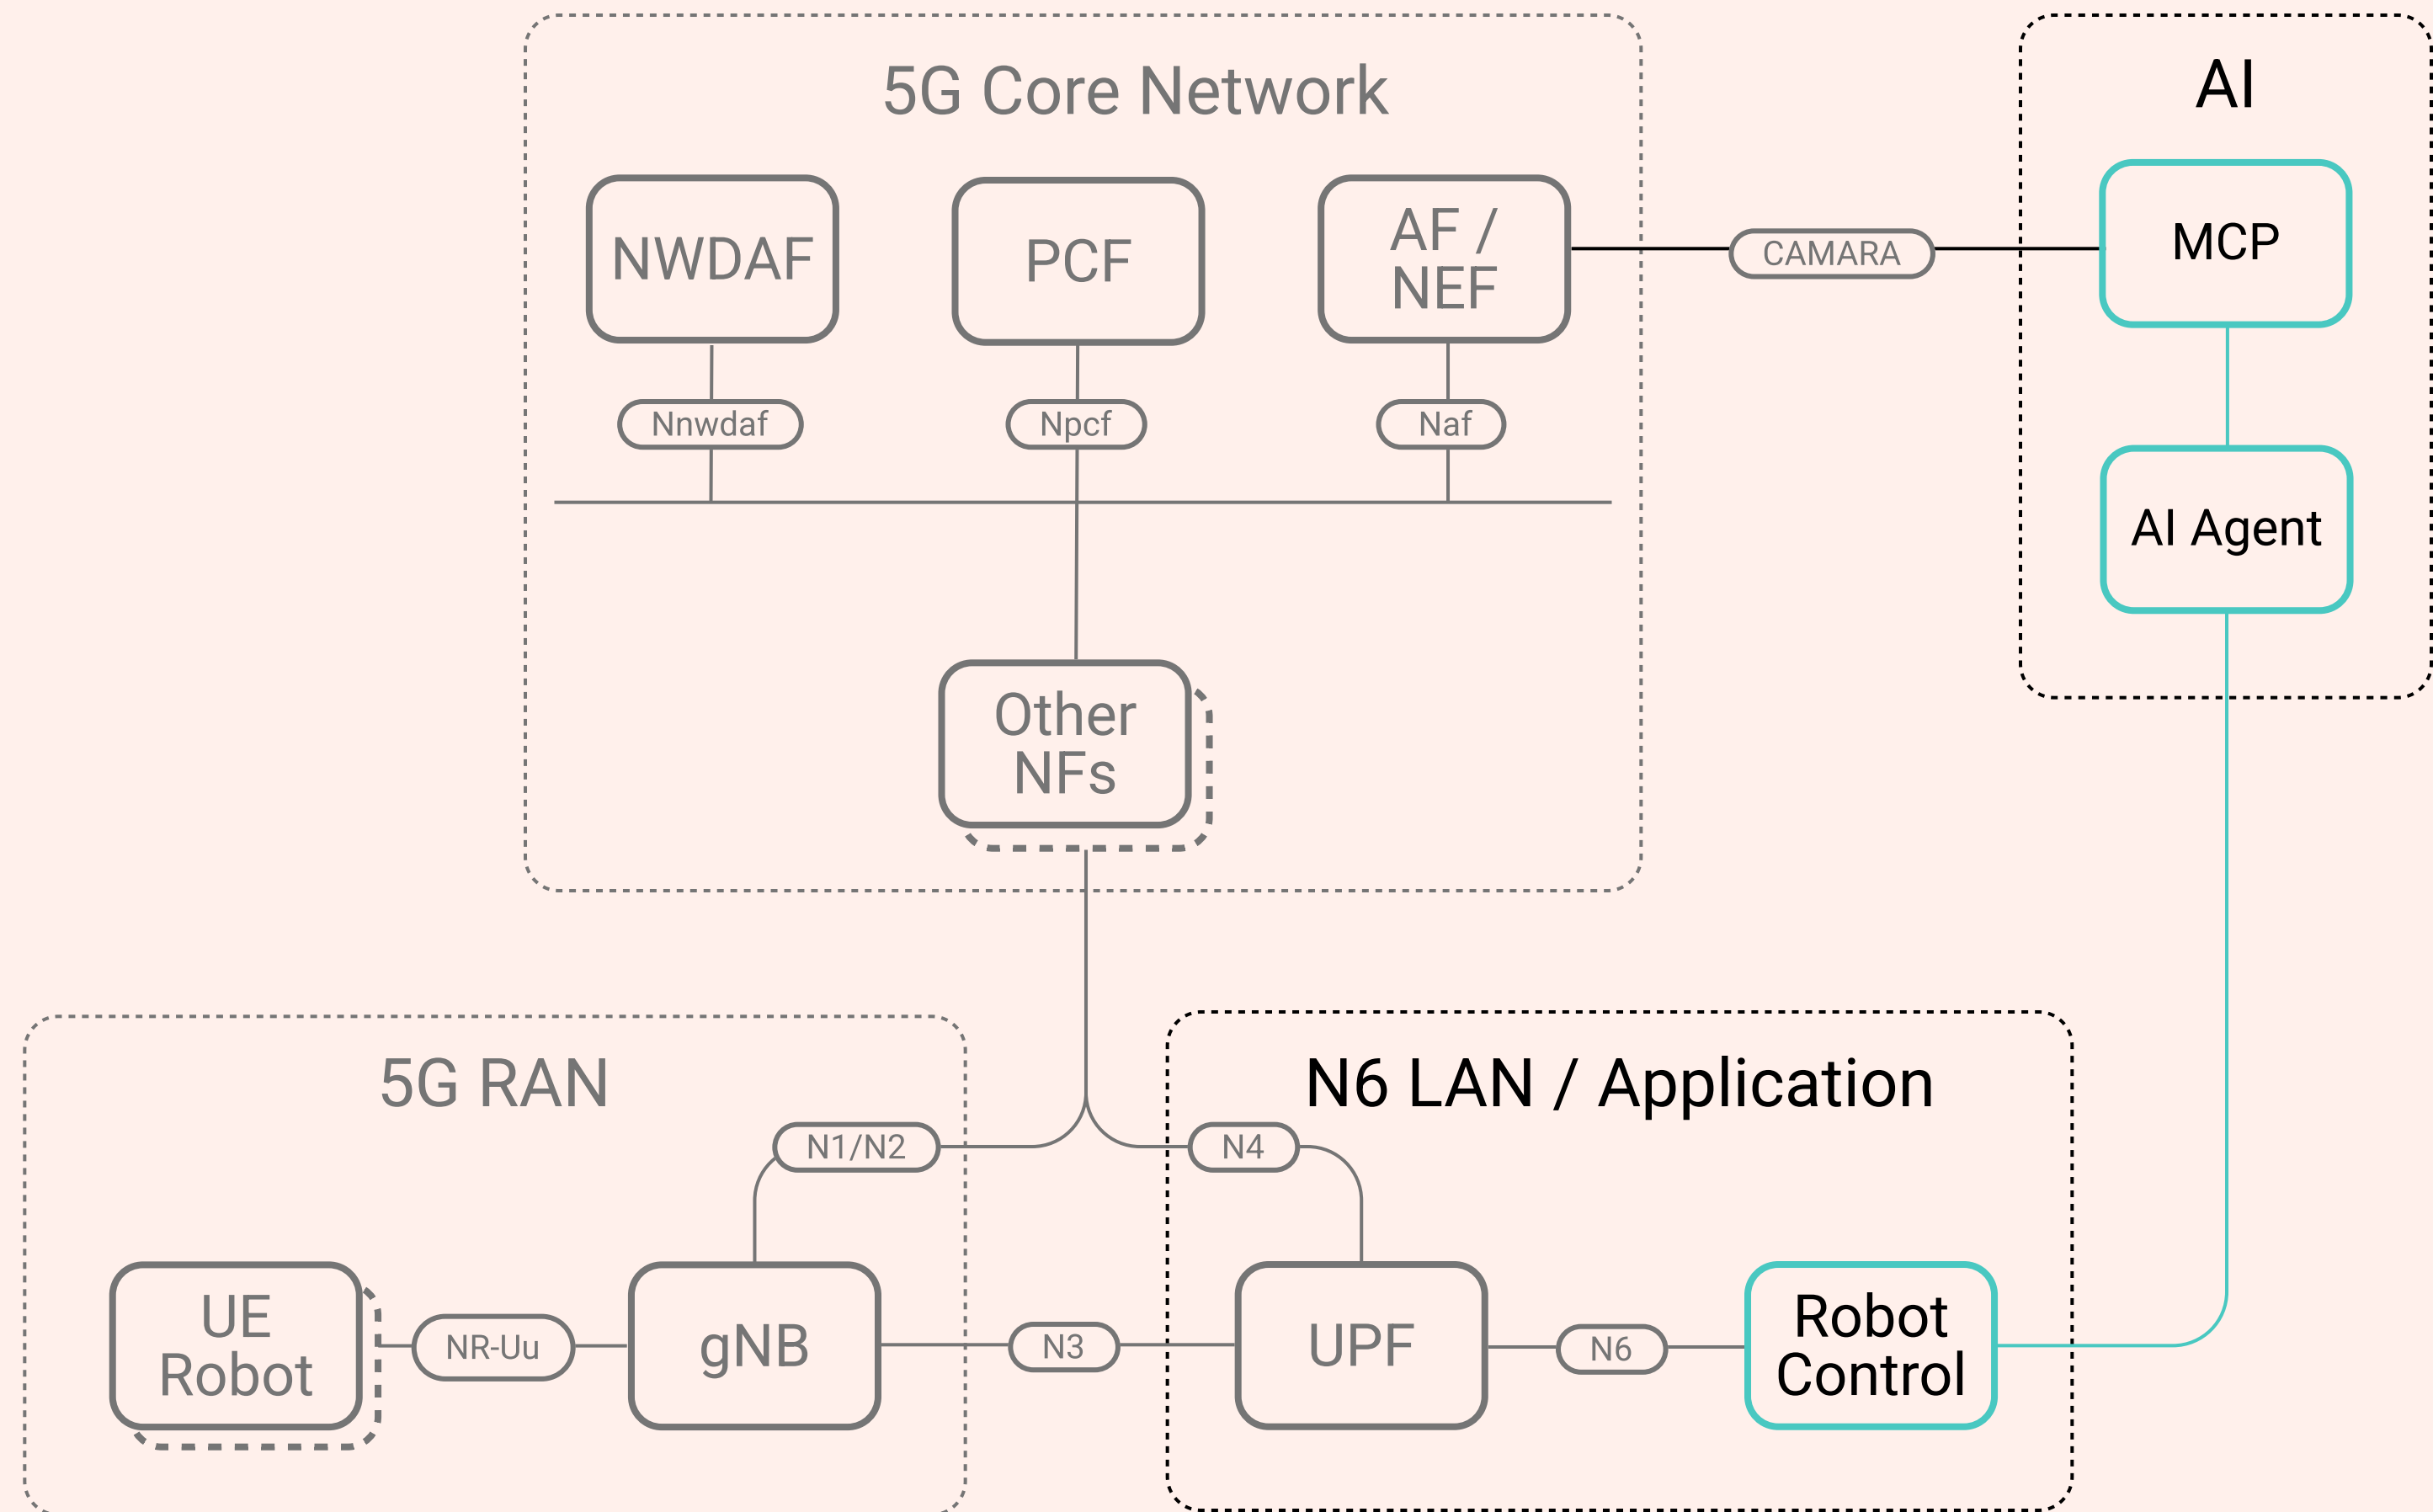 5G Core Network
AI
NWDAF
PCF
AF /
NEF
CAMARA
MCP
Nnwdaf
Npcf
Naf
AI Agent
Other
NFs
5G RAN
N6 LAN / Application
N1/N2
N4
UE
Robot
NR-Uu
gNB
N3
UPF
N6
Robot
Control